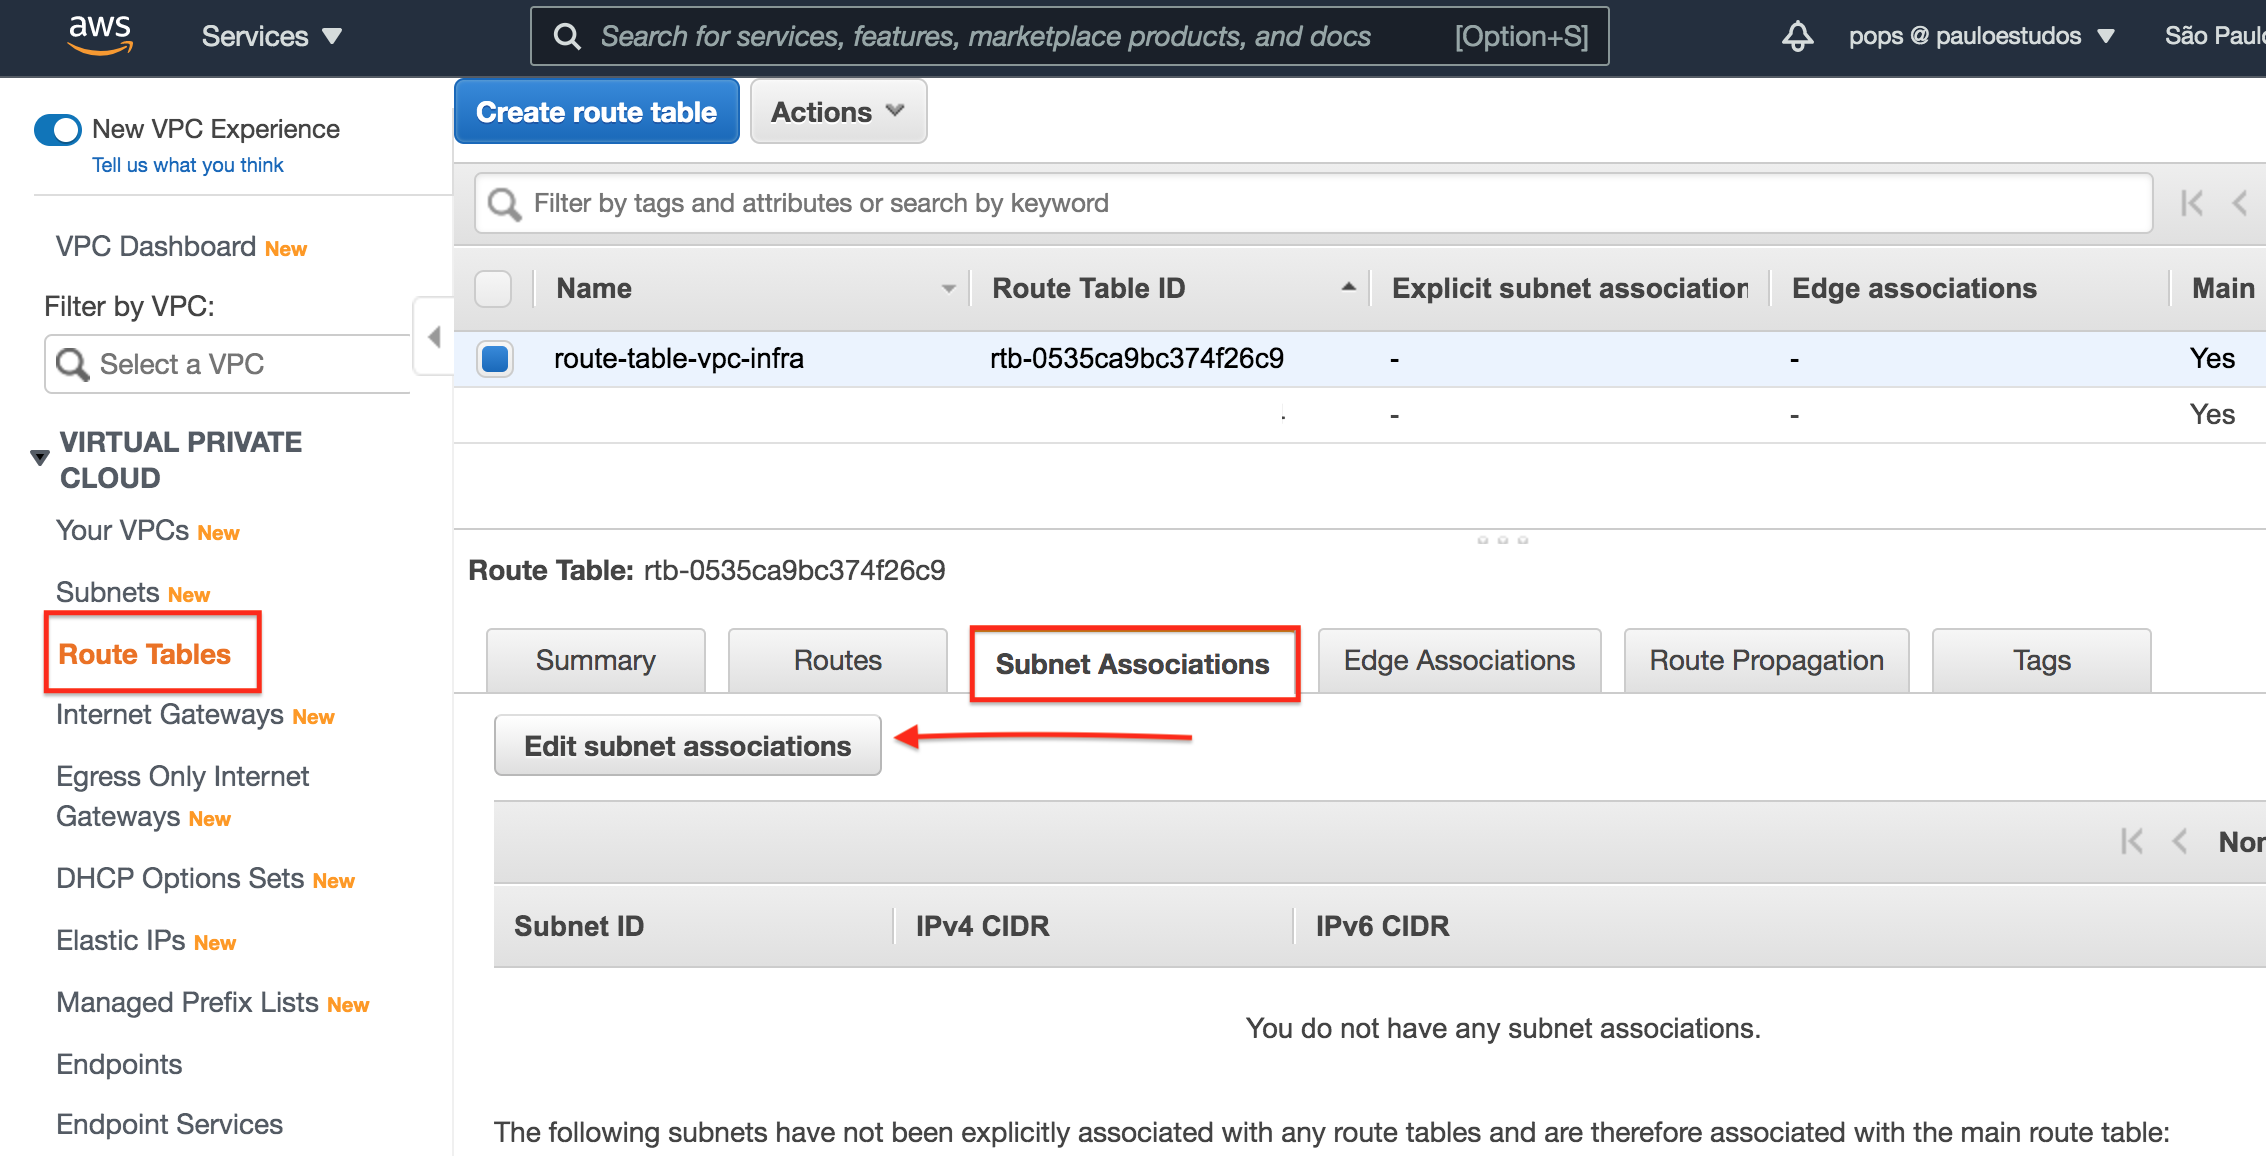 aws
Services
Search for services, features, marketplace products, and docs [Option+S]
pops @ pauloestudos
São Paulo
New VPC Experience
Tell us what you think
VPC Dashboard New
Filter by VPC:
Select a VPC
VIRTUAL PRIVATE
CLOUD
Your VPCs New
Subnets New
Route Tables
Internet Gateways New
Egress Only Internet
Gateways New
DHCP Options Sets New
Elastic IPs New
Managed Prefix Lists New
Endpoints
Endpoint Services
Create route table Actions
Filter by tags and attributes or search by keyword
Name Route Table ID Explicit subnet association Edge associations Main
route-table-vpc-infra rtb-0535ca9bc374f26c9 - - Yes
- - Yes
Route Table: rtb-0535ca9bc374f26c9
Summary Routes Subnet Associations Edge Associations Route Propagation Tags
Edit subnet associations
Subnet ID IPv4 CIDR IPv6 CIDR
You do not have any subnet associations.
The following subnets have not been explicitly associated with any route tables and are therefore associated with the main route table: